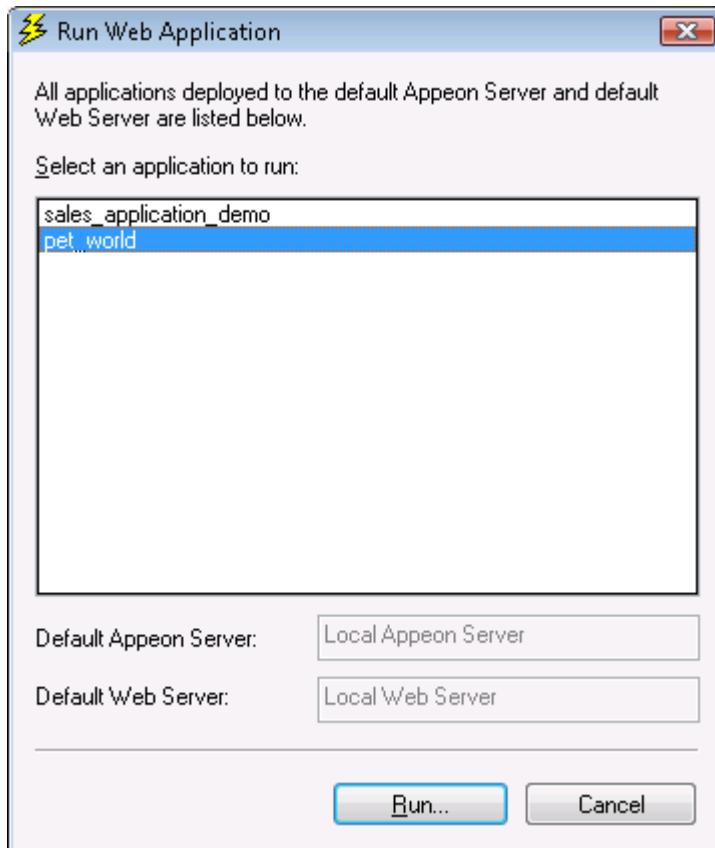 Run Web Application
All applications deployed to the default Appeon Server and default
Web Server are listed below.
Select an application to run:
sales_application_demo
pet_world
Default Appeon Server: Local Appeon Server
Default Web Server: Local Web Server
Run... Cancel